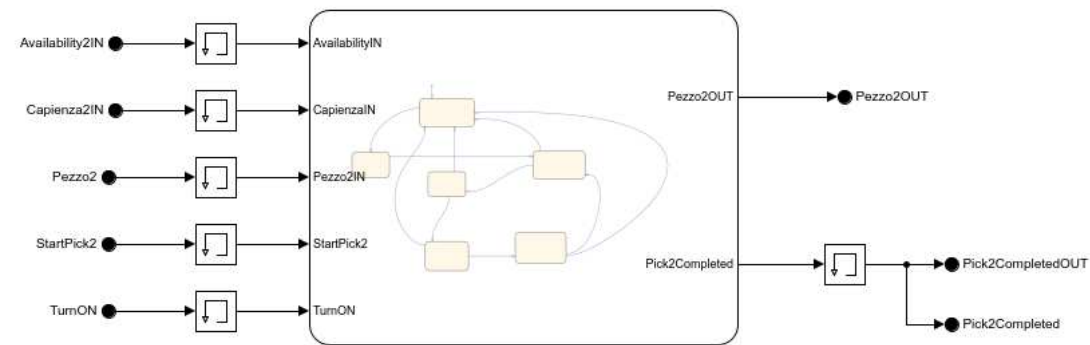 Availability2IN
AvailabilityIN
Capienza2IN
CapienzaIN
Pezzo2OUT
Pezzo2OUT
Pezzo2
Pezzo2IN
StartPick2
StartPick2
Pick2Completed
Pick2CompletedOUT
TurnON
TurnON
Pick2Completed